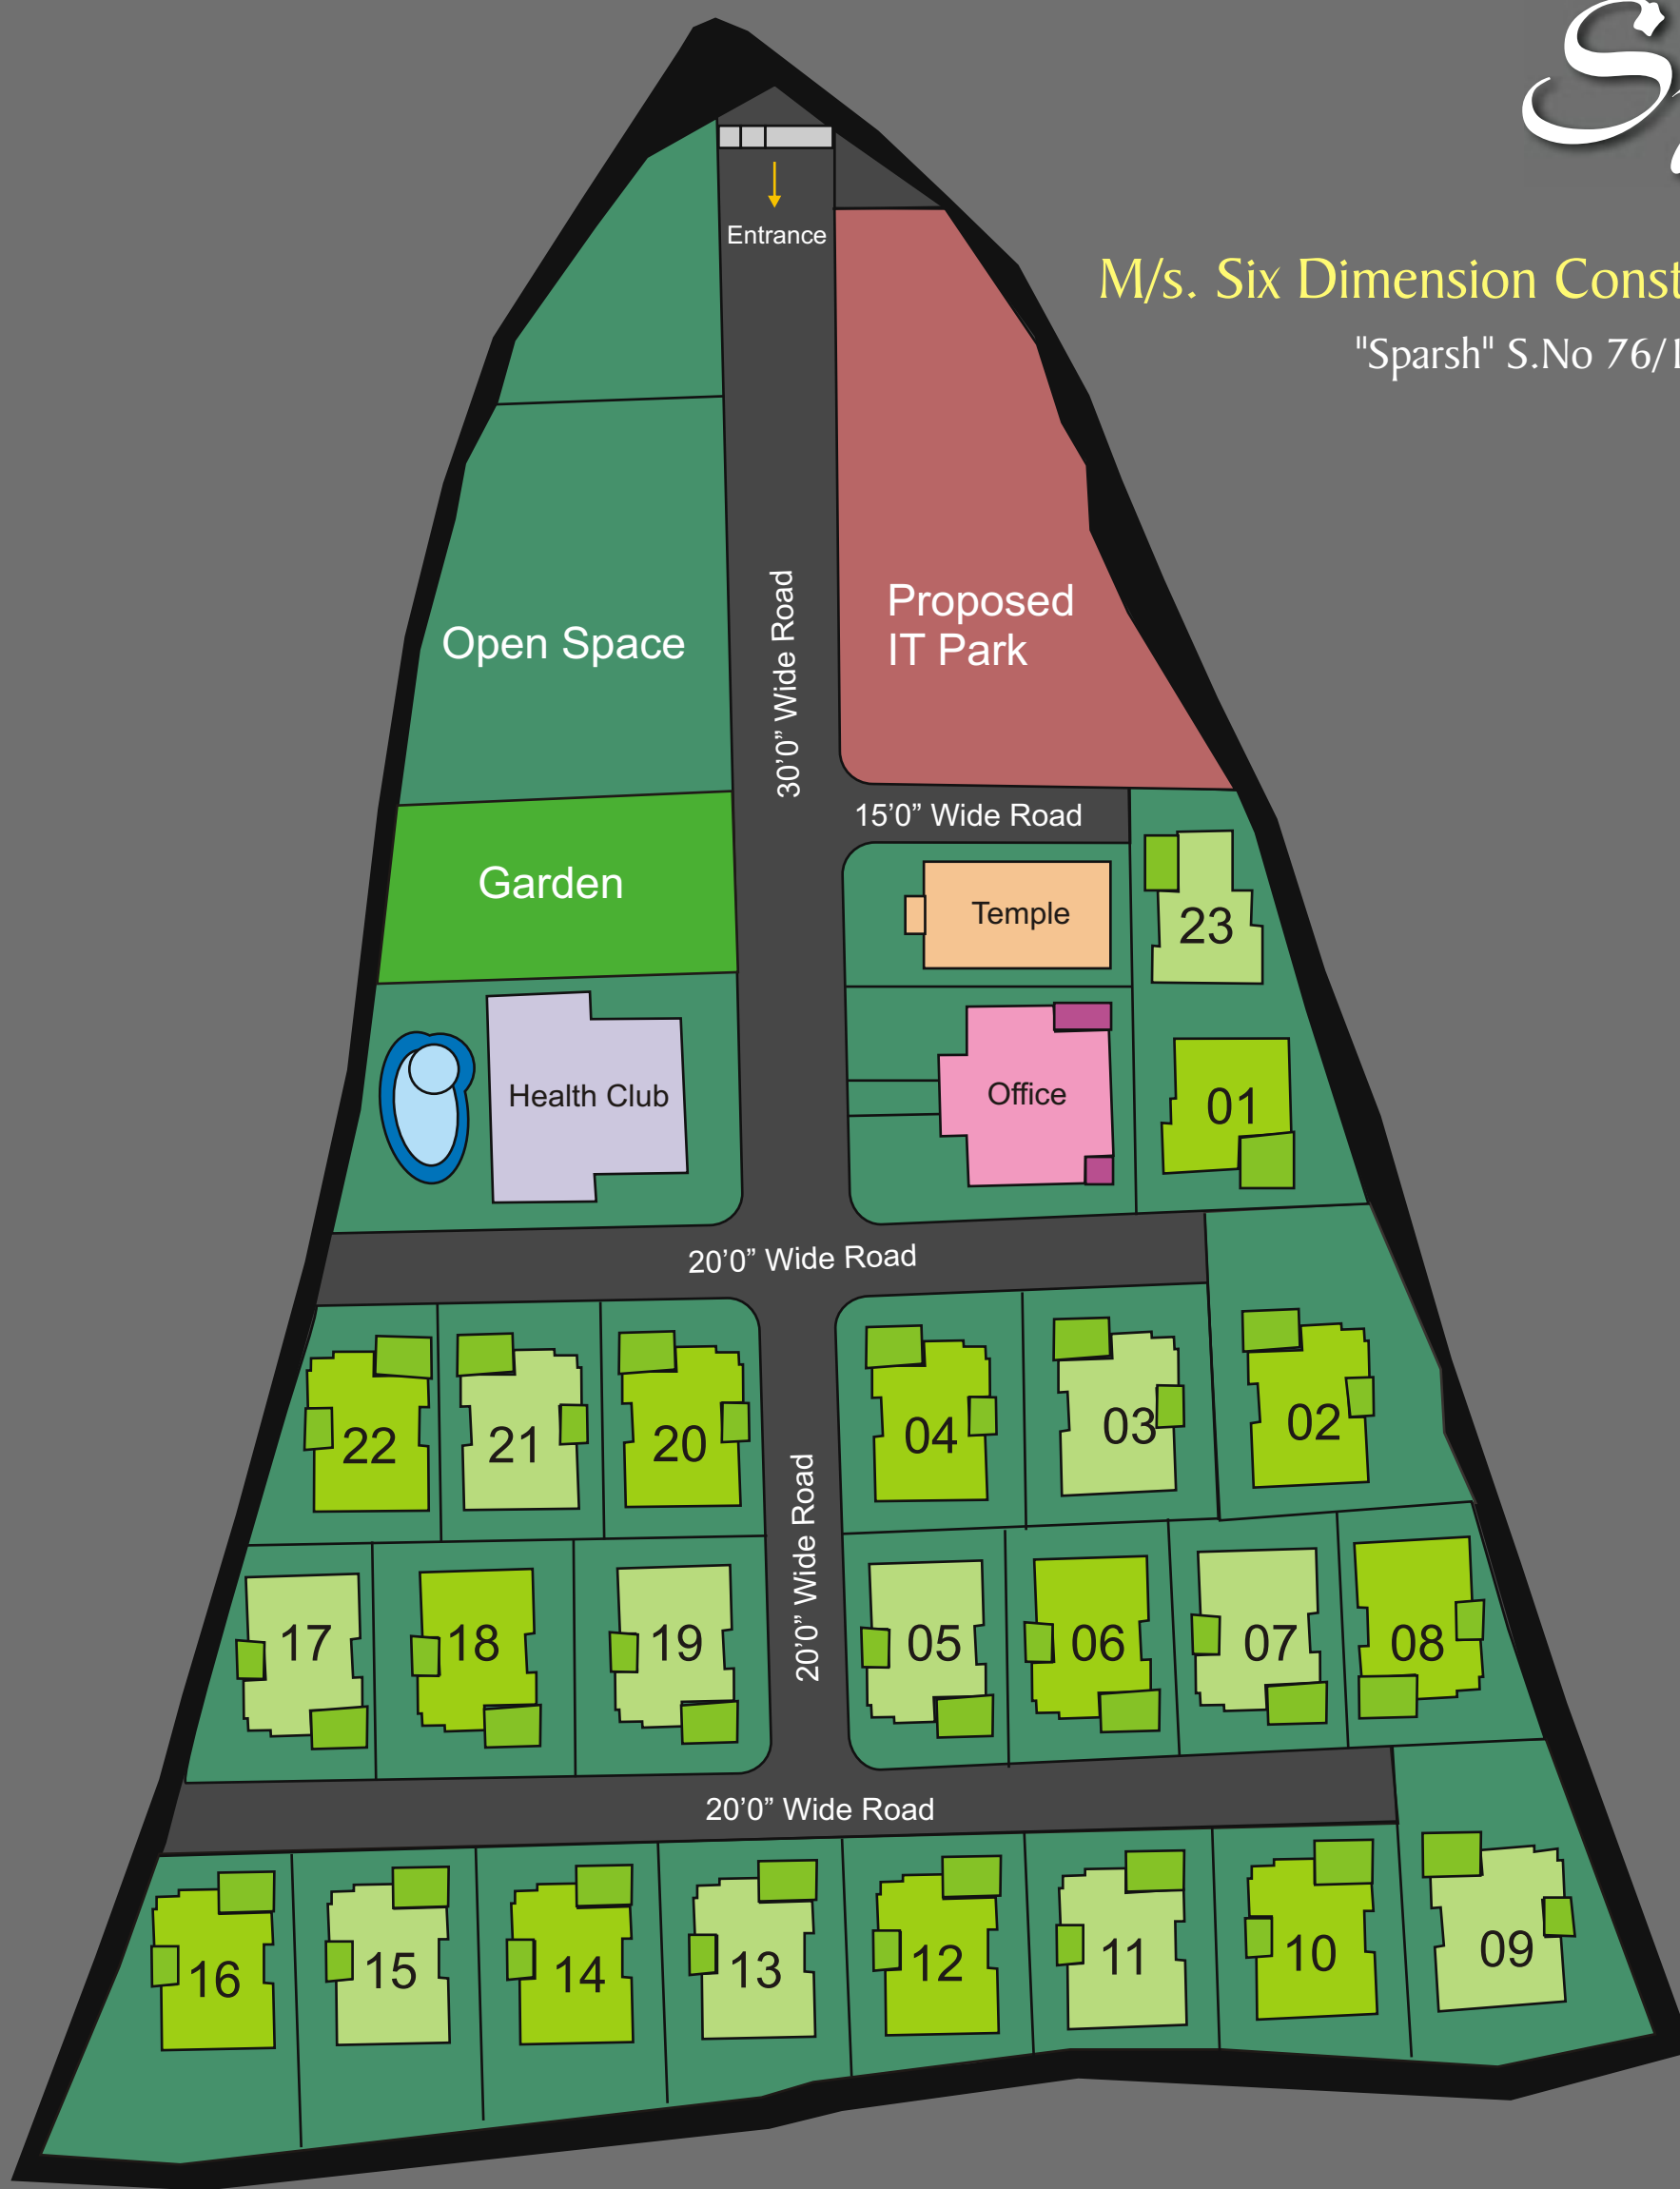 M/s. Six Dimension
"Sparsh" S.No 76/
Entrance
30’0” Wide Road
Open Space
Proposed
IT Park
15’0” Wide Road
Garden
Temple
23
Health Club
Office
01
20’0” Wide Road
22
21
20
04
03
02
20’0” Wide Road
17
18
19
05
06
07
08
20’0” Wide Road
16
15
14
13
12
11
10
09